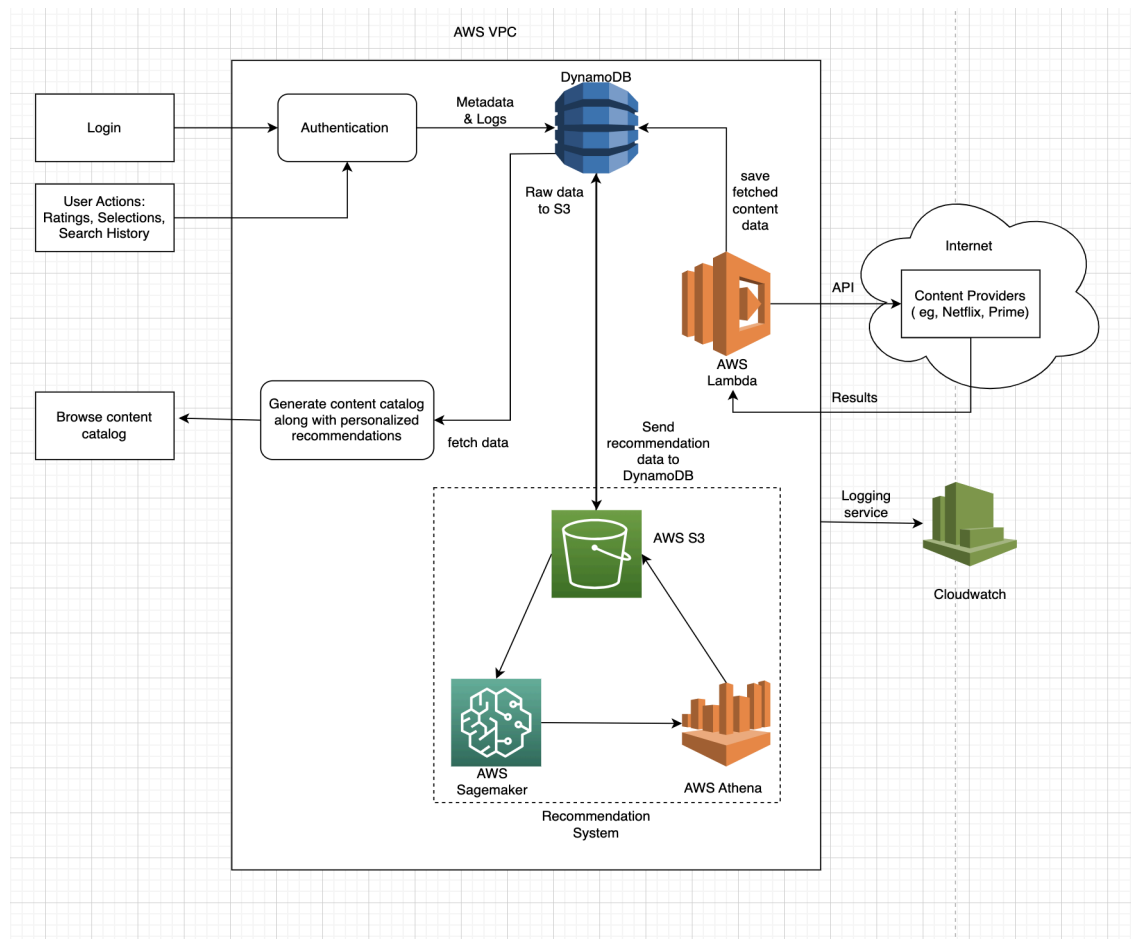 AWS VPC
DynamoDB
Login
Authentication
Metadata
& Logs
User Actions:
Ratings, Selections,
Search History
Raw data
to S3
save
fetched
content
data
Internet
API
Content Providers
( eg, Netflix, Prime)
AWS
Lambda
Results
Browse content
catalog
Generate content catalog
along with personalized
recommendations
fetch data
Send
recommendation
data to
DynamoDB
Logging
service
AWS S3
Cloudwatch
AWS
Sagemaker
AWS Athena
Recommendation
System